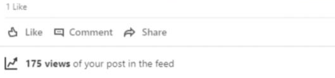 1 Like
Like Comment Share
175 views of your post in the feed